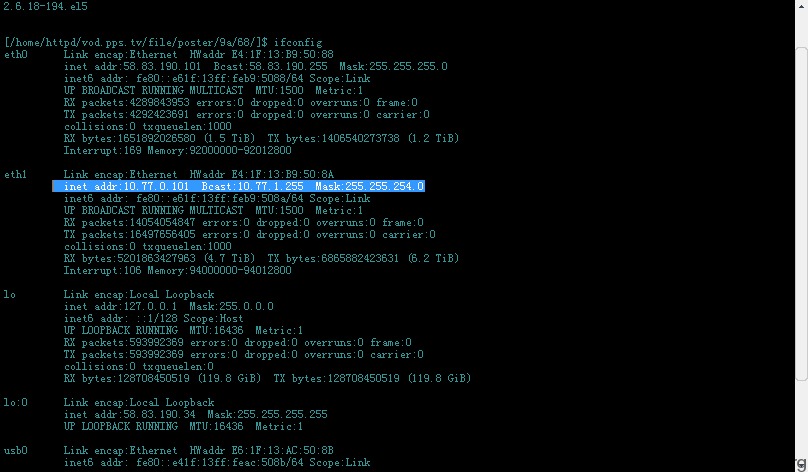 2.6.18-194.el5
[/home/httpd/vod.pps.tv/file/poster/9a/68/]$ ifconfig
eth0 Link encap:Ethernet HWaddr E4:1F:13:B9:50:88
inet addr:58.83.190.101 Bcast:58.83.190.255 Mask:255.255.255.0
inet6 addr: fe80::e61f:13ff:feb9:5088/64 Scope:Link
UP BROADCAST RUNNING MULTICAST MTU:1500 Metric:1
RX packets:4289843953 errors:0 dropped:0 overruns:0 frame:0
TX packets:4292423691 errors:0 dropped:0 overruns:0 carrier:0
collisions:0 txqueuelen:1000
RX bytes:1651892026580 (1.5 TiB) TX bytes:1406540273738 (1.2 TiB)
Interrupt:169 Memory:92000000-92012800
eth1 Link encap:Ethernet HWaddr E4:1F:13:B9:50:8A
inet addr:10.77.0.101 Bcast:10.77.1.255 Mask:255.255.254.0
inet6 addr: fe80::e61f:13ff:feb9:508a/64 Scope:Link
UP BROADCAST RUNNING MULTICAST MTU:1500 Metric:1
RX packets:14054054847 errors:0 dropped:0 overruns:0 frame:0
TX packets:16497656405 errors:0 dropped:0 overruns:0 carrier:0
collisions:0 txqueuelen:1000
RX bytes:5201863427963 (4.7 TiB) TX bytes:6865882423631 (6.2 TiB)
Interrupt:106 Memory:94000000-94012800
lo Link encap:Local Loopback
inet addr:127.0.0.1 Mask:255.0.0.0
inet6 addr: ::1/128 Scope:Host
UP LOOPBACK RUNNING MTU:16436 Metric:1
RX packets:593992369 errors:0 dropped:0 overruns:0 frame:0
TX packets:593992369 errors:0 dropped:0 overruns:0 carrier:0
collisions:0 txqueuelen:0
RX bytes:128708450519 (119.8 GiB) TX bytes:128708450519 (119.8 GiB)
lo:0 Link encap:Local Loopback
inet addr:58.83.190.34 Mask:255.255.255.255
UP LOOPBACK RUNNING MTU:16436 Metric:1
usb0 Link encap:Ethernet HWaddr E6:1F:13:AC:50:8B
inet6 addr: fe80::e41f:13ff:feac:508b/64 Scope:Link